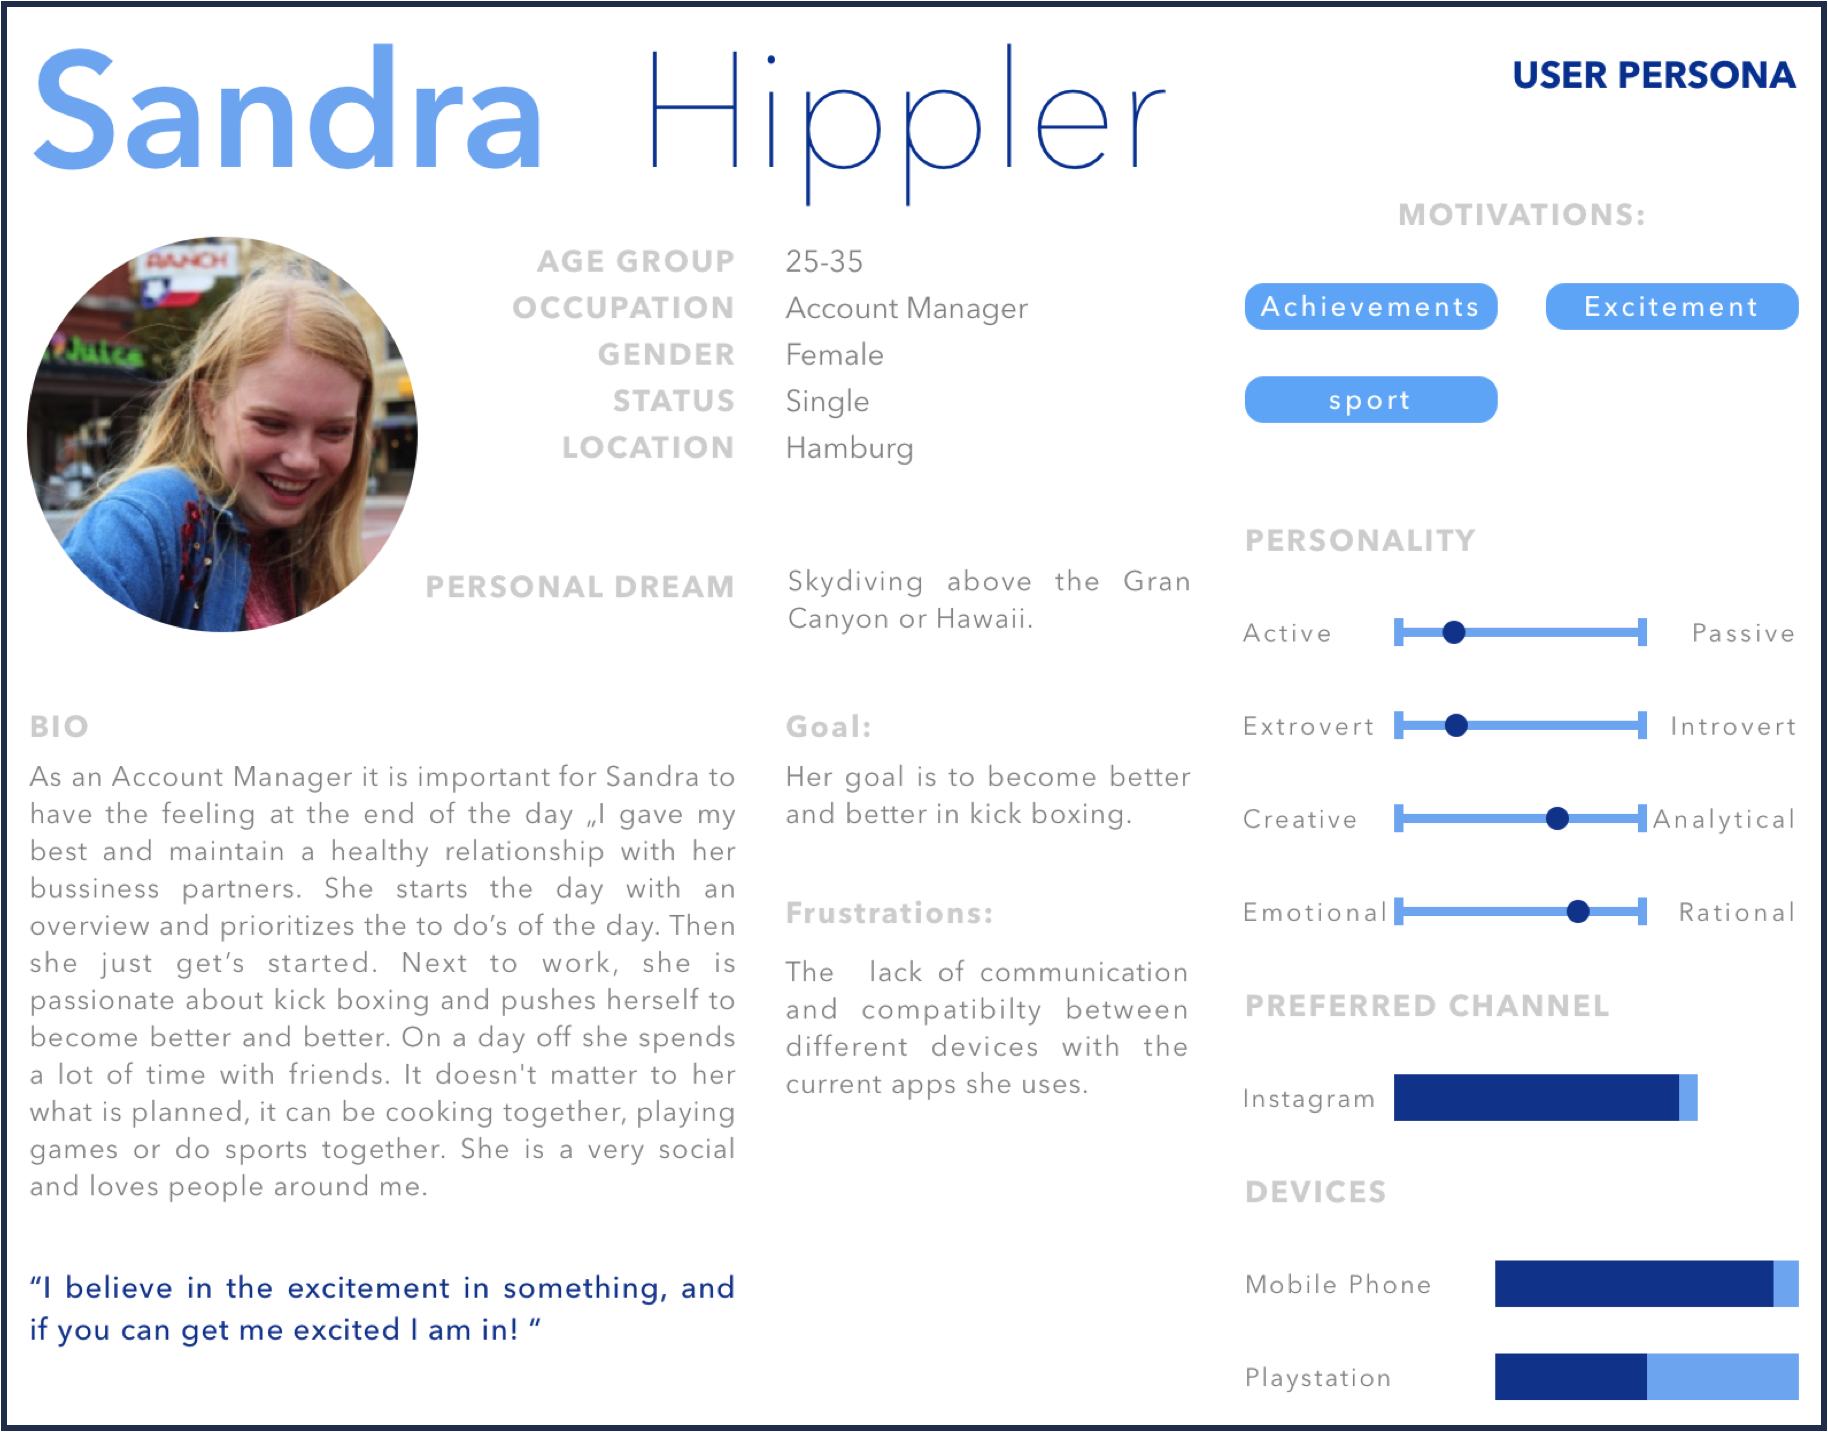 Sandra Hippler
USER PERSONA
RANCH
Juice
AGE GROUP 25-35
OCCUPATION Account Manager
GENDER Female
STATUS Single
LOCATION Hamburg
PERSONAL DREAM
Skydiving above the Gran
Canyon or Hawaii.
BIO
As an Account Manager it is important for Sandra to
have the feeling at the end of the day „I gave my
best and maintain a healthy relationship with her
bussiness partners. She starts the day with an
overview and prioritizes the to do’s of the day. Then
she just get’s started. Next to work, she is
passionate about kick boxing and pushes herself to
become better and better. On a day off she spends
a lot of time with friends. It doesn't matter to her
what is planned, it can be cooking together, playing
games or do sports together. She is a very social
and loves people around me.
“I believe in the excitement in something, and
if you can get me excited I am in! “
Goal:
Her goal is to become better
and better in kick boxing.
Frustrations:
The lack of communication
and compatibilty between
different devices with the
current apps she uses.
MOTIVATIONS:
Achievements Excitement
sport
PERSONALITY
Active Passive
Extrovert Introvert
Creative Analytical
Emotional Rational
PREFERRED CHANNEL
Instagram
DEVICES
Mobile Phone
Playstation